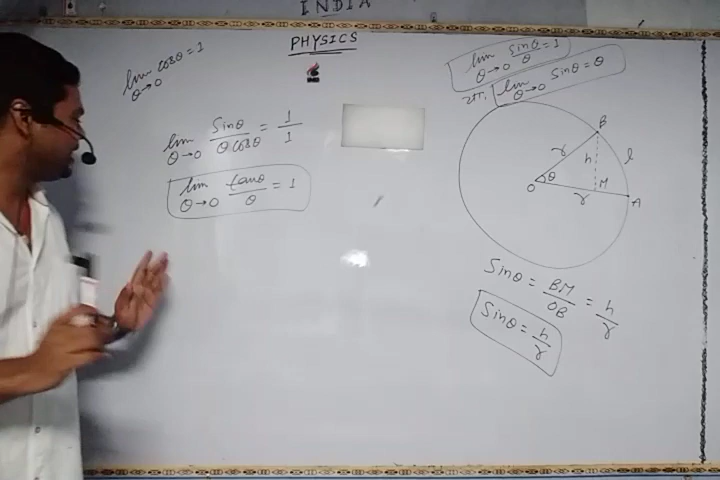 INDIA
PHYSICS
lim θ→0 cosθ = 1
lim θ→0 Sinθ / θ cosθ = 1 / 1
lim θ→0 tanθ / θ = 1
lim θ→0 sinθ / θ = 1
lim θ→0 Sinθ = θ
B
r
h
l
θ
O
r
M
A
Sinθ = BM / OB = h / r
Sinθ = h / r